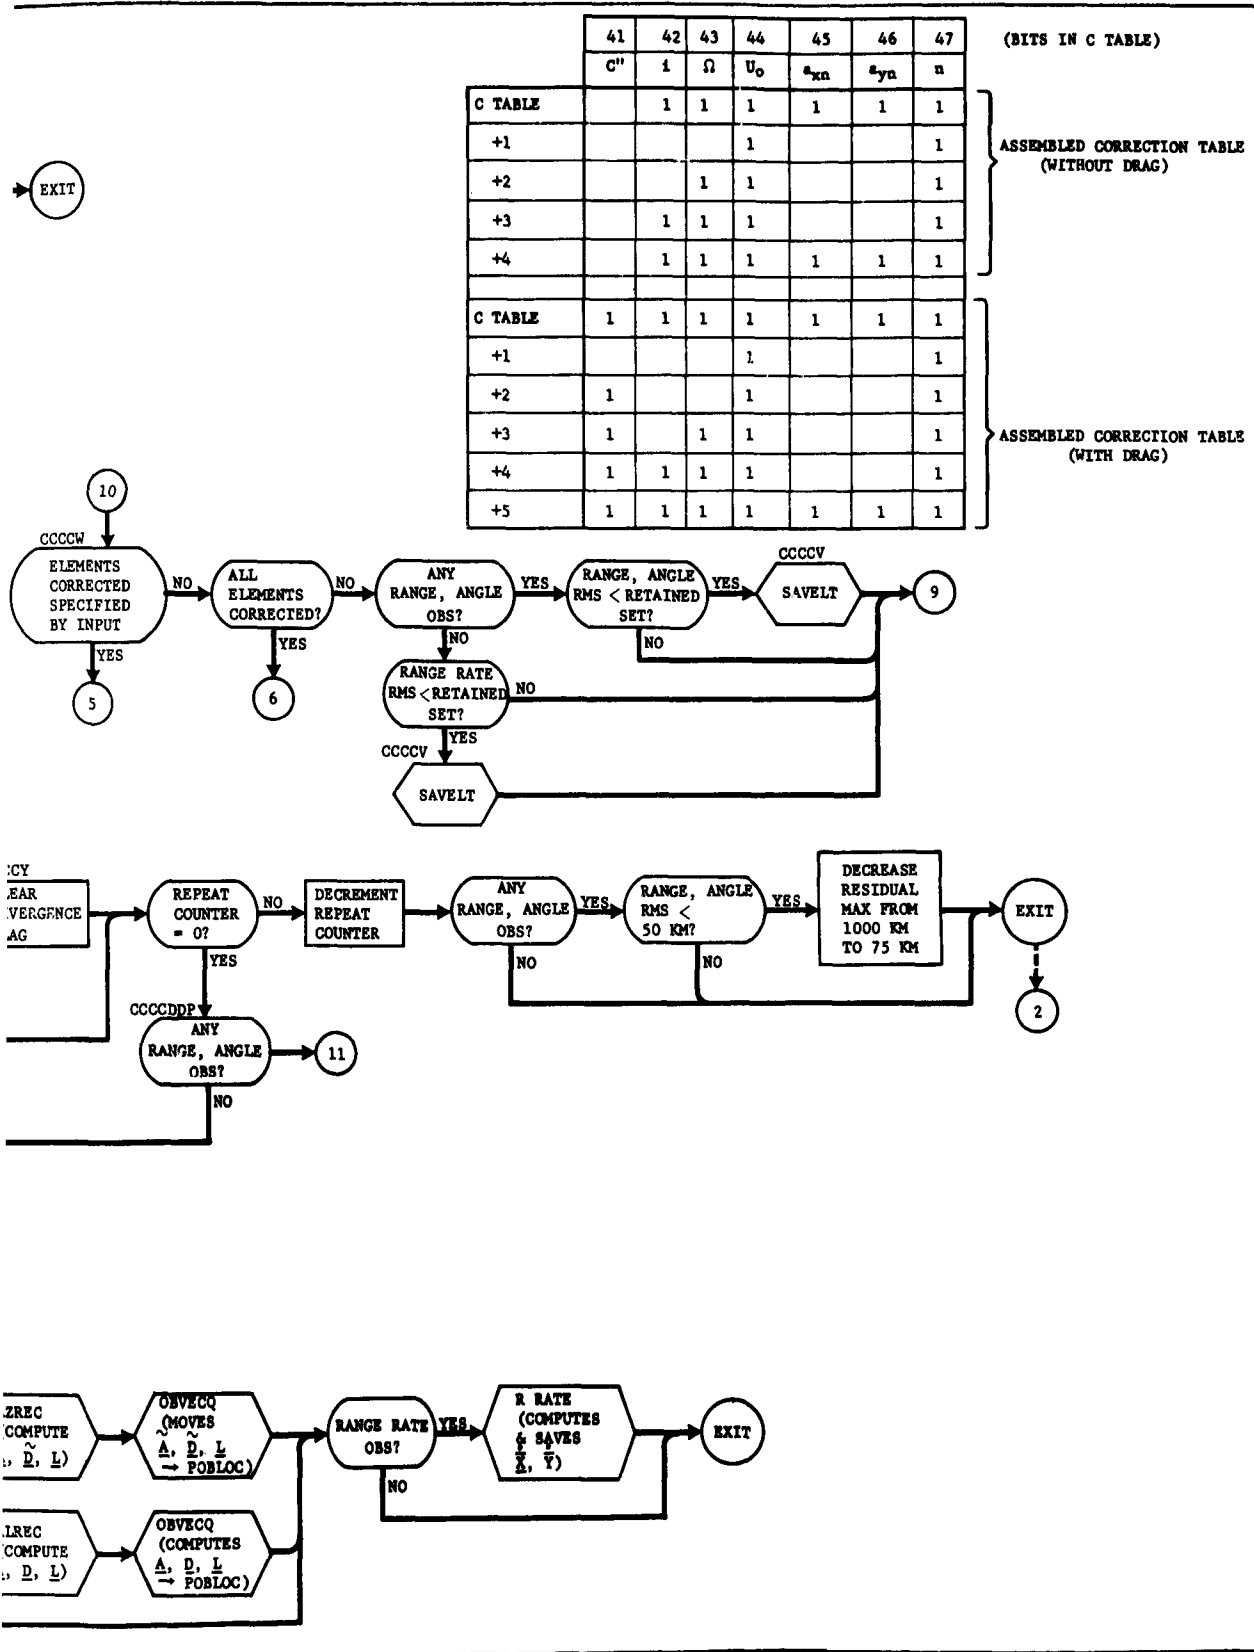 41 42 43 44 45 46 47 (BITS IN C TABLE)
C" i Ω U₀ aₓₙ aᵧₙ n
C TABLE 1 1 1 1 1 1
+1 1 1
+2 1 1 1
+3 1 1 1 1
+4 1 1 1 1 1 1
ASSEMBLED CORRECTION TABLE
(WITHOUT DRAG)
C TABLE 1 1 1 1 1 1 1
+1 1 1
+2 1 1 1
+3 1 1 1 1
+4 1 1 1 1 1
+5 1 1 1 1 1 1 1
ASSEMBLED CORRECTION TABLE
(WITH DRAG)
EXIT
10
CCCCW
ELEMENTS
CORRECTED
SPECIFIED
BY INPUT
NO
YES
5
ALL
ELEMENTS
CORRECTED?
NO
YES
6
ANY
RANGE, ANGLE
OBS?
YES
NO
RANGE, ANGLE
RMS < RETAINED
SET?
YES
NO
CCCCV
SAVELT
9
RANGE RATE
RMS < RETAINED
SET?
NO
YES
CCCCV
SAVELT
CCY
EAR
VERGENCE
AG
REPEAT
COUNTER
= 0?
NO
YES
DECREMENT
REPEAT
COUNTER
ANY
RANGE, ANGLE
OBS?
YES
NO
RANGE, ANGLE
RMS <
50 KM?
YES
NO
DECREASE
RESIDUAL
MAX FROM
1000 KM
TO 75 KM
EXIT
2
CCCCDDP
ANY
RANGE, ANGLE
OBS?
11
NO
ZREC
COMPUTE
, D̃, L)
OBVECQ
(MOVES
Ã, D̃, L
→ POBLOC)
RANGE RATE
OBS?
YES
NO
R RATE
(COMPUTES
& SAVES
Ẋ, Ẏ)
EXIT
LREC
COMPUTE
, D, L)
OBVECQ
(COMPUTES
A, D, L
→ POBLOC)